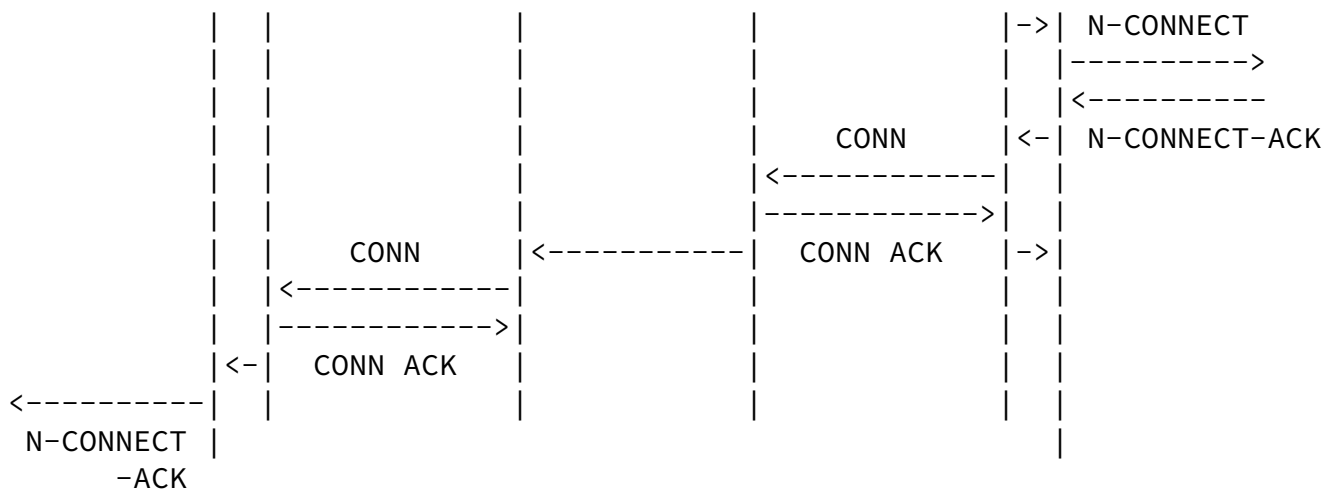 |->| N-CONNECT
---------->
<----------
CONN |<-| N-CONNECT-ACK
|<------------|
|------------>|
CONN |<-----------| CONN ACK |->|
|<------------|
|------------>|
|<-| CONN ACK
<----------|
N-CONNECT
-ACK